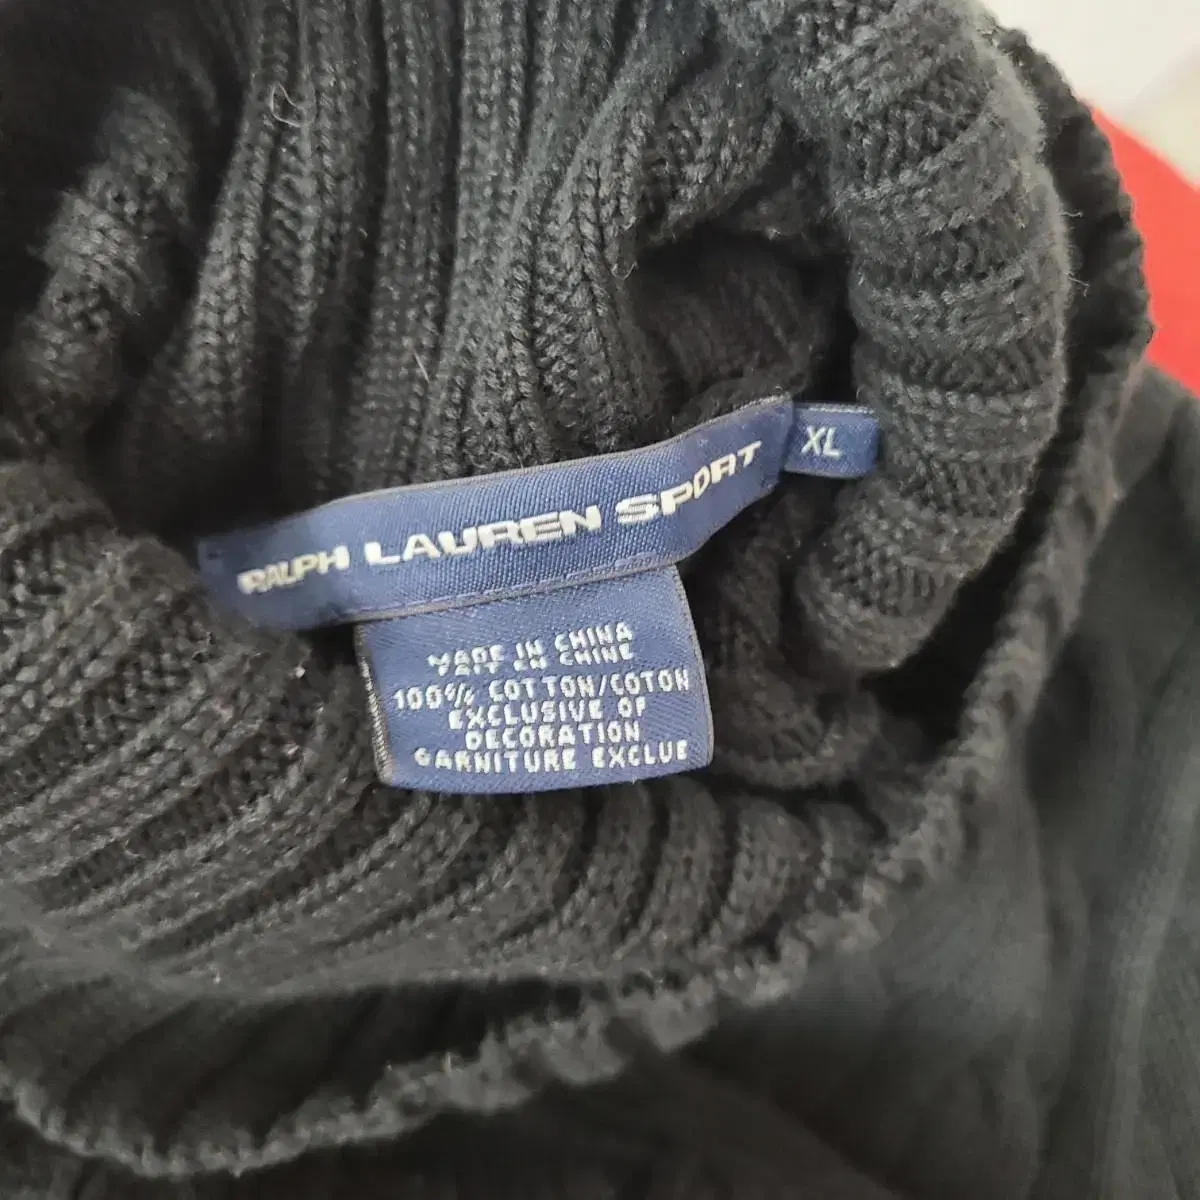 RALPH LAUREN SPORT
XL
MADE IN CHINA
FAIT EN CHINE
100% COTTON/COTON
EXCLUSIVE OF
DECORATION
GARNITURE EXCLUE